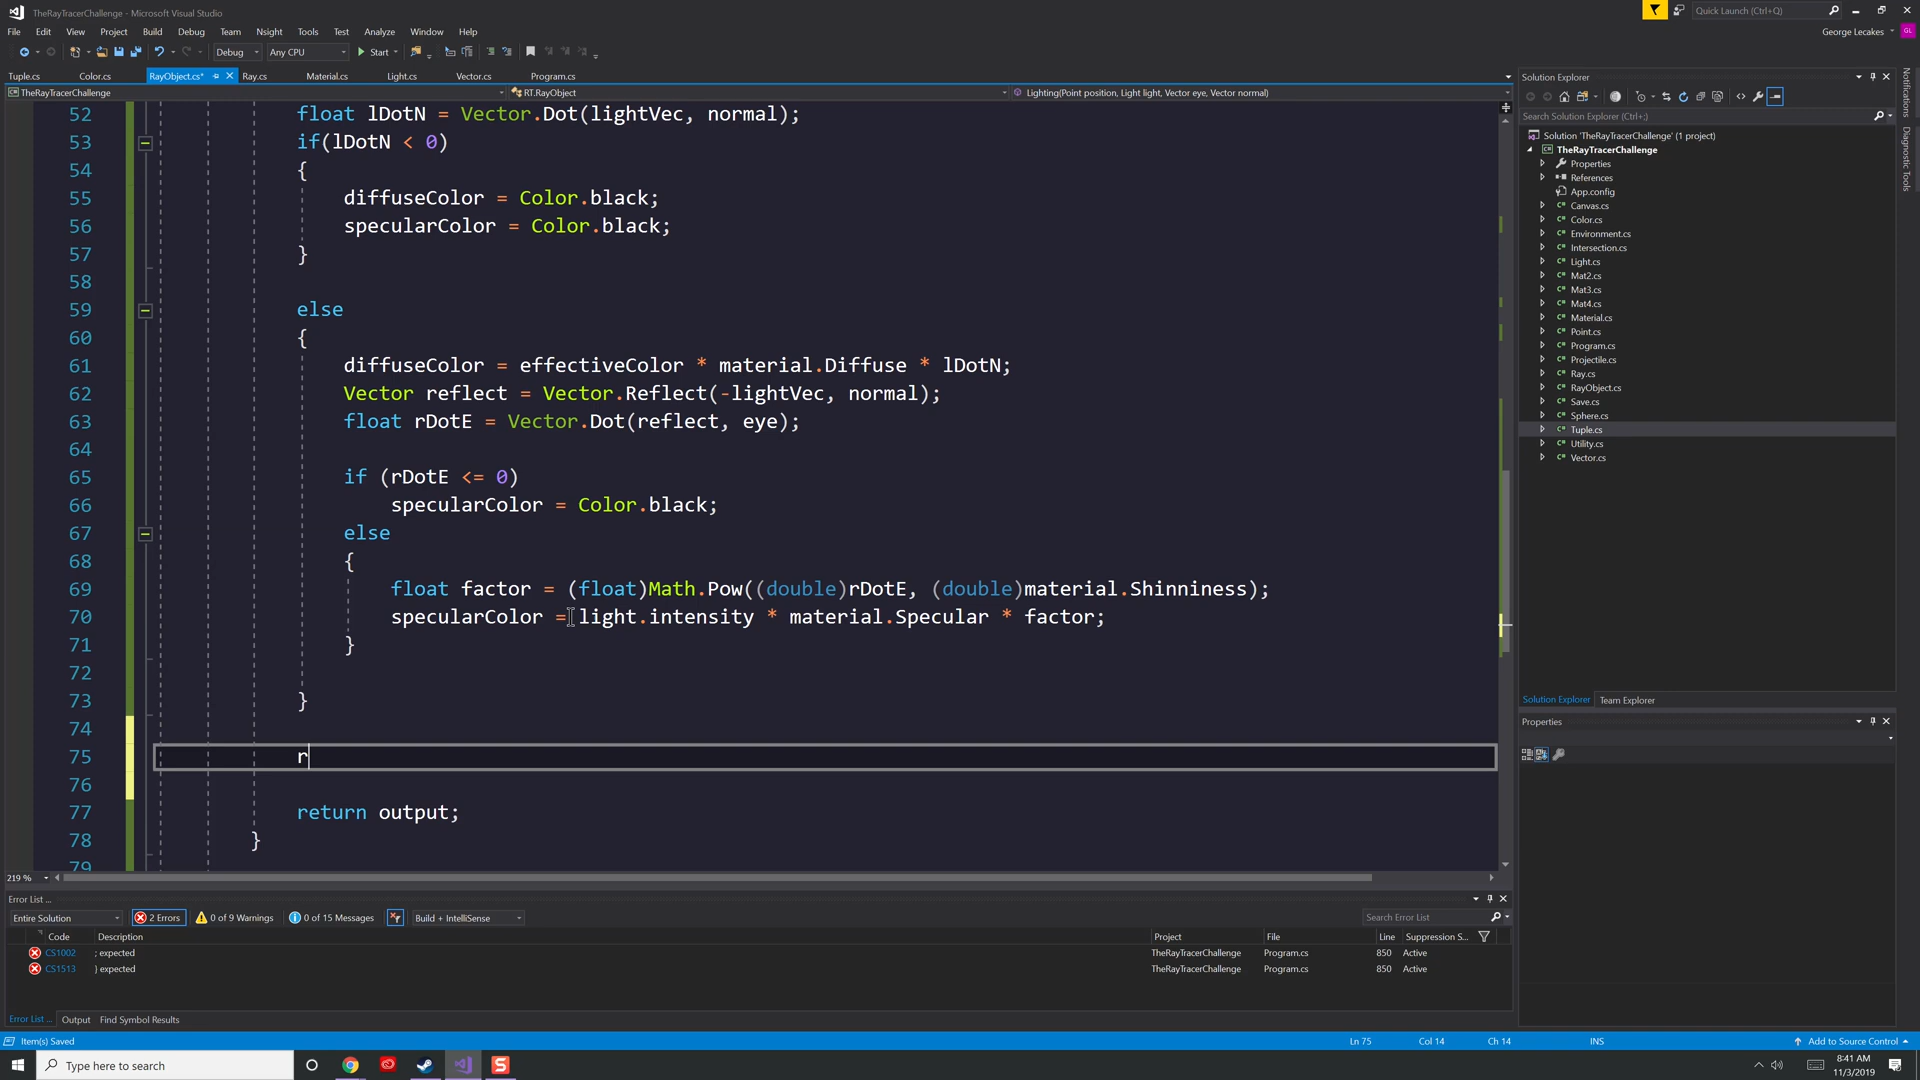 TheRayTracerChallenge - Microsoft Visual Studio
Quick Launch (Ctrl+Q)
File Edit View Project Build Debug Team Nsight Tools Test Analyze Window Help
George Lecakes GL
Debug Any CPU Start
Tuple.cs Color.cs RayObject.cs* Ray.cs Material.cs Light.cs Vector.cs Program.cs
TheRayTracerChallenge RT.RayObject Lighting(Point position, Light light, Vector eye, Vector normal)
52 float lDotN = Vector.Dot(lightVec, normal);
53 if(lDotN < 0)
54 {
55 diffuseColor = Color.black;
56 specularColor = Color.black;
57 }
58
59 else
60 {
61 diffuseColor = effectiveColor * material.Diffuse * lDotN;
62 Vector reflect = Vector.Reflect(-lightVec, normal);
63 float rDotE = Vector.Dot(reflect, eye);
64
65 if (rDotE <= 0)
66 specularColor = Color.black;
67 else
68 {
69 float factor = (float)Math.Pow((double)rDotE, (double)material.Shinniness);
70 specularColor = light.intensity * material.Specular * factor;
71 }
72
73 }
74
75 r
76
77 return output;
78 }
79
219 %
Solution Explorer
Search Solution Explorer (Ctrl+;)
Solution 'TheRayTracerChallenge' (1 project)
TheRayTracerChallenge
Properties
References
App.config
Canvas.cs
Color.cs
Environment.cs
Intersection.cs
Light.cs
Mat2.cs
Mat3.cs
Mat4.cs
Material.cs
Point.cs
Program.cs
Projectile.cs
Ray.cs
RayObject.cs
Save.cs
Sphere.cs
Tuple.cs
Utility.cs
Vector.cs
Solution Explorer Team Explorer
Properties
Notifications
Diagnostic Tools
Error List ...
Entire Solution 2 Errors 0 of 9 Warnings 0 of 15 Messages Build + IntelliSense Search Error List
Code Description Project File Line Suppression S...
CS1002 ; expected TheRayTracerChallenge Program.cs 850 Active
CS1513 } expected TheRayTracerChallenge Program.cs 850 Active
Error List ... Output Find Symbol Results
Item(s) Saved Ln 75 Col 14 Ch 14 INS Add to Source Control
Type here to search
8:41 AM
11/3/2019